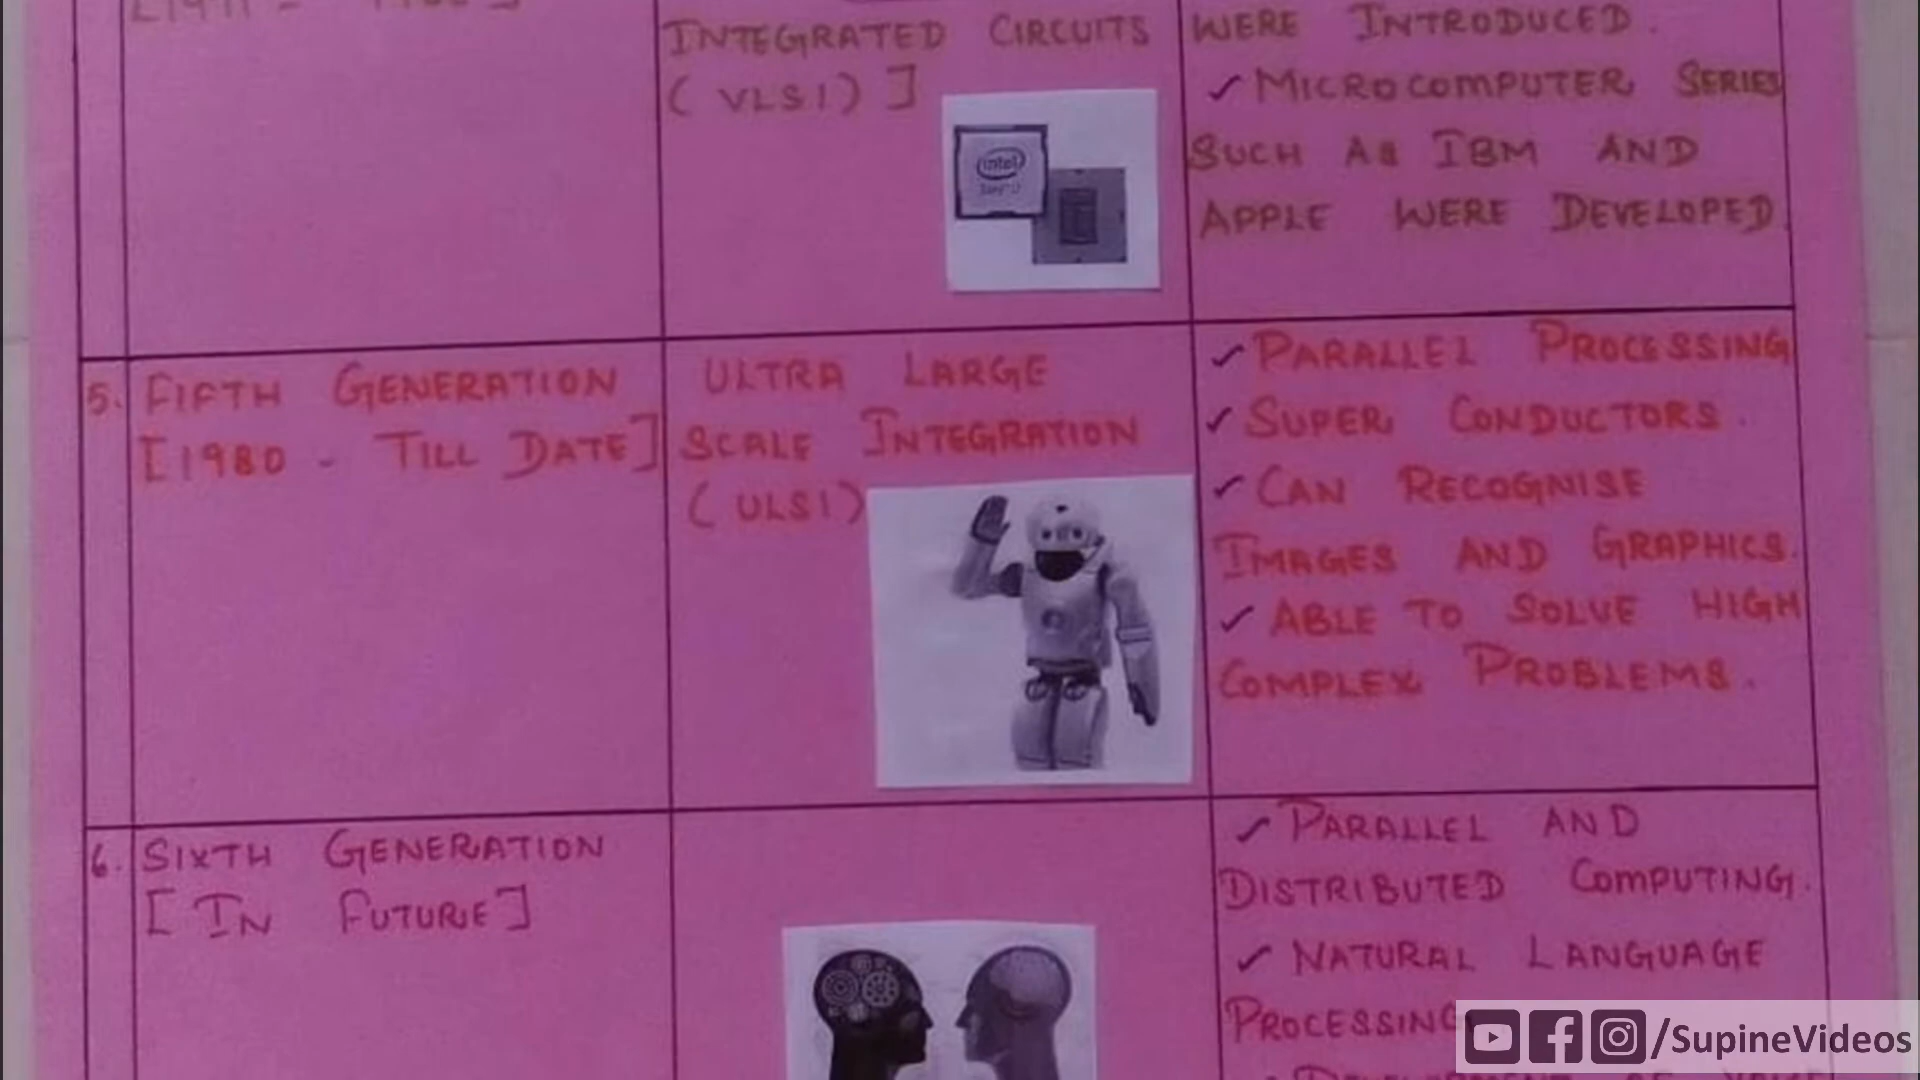 INTEGRATED CIRCUITS
(VLSI)]
intel
WERE INTRODUCED.
✓ MICROCOMPUTER SERIES
SUCH AS IBM AND
APPLE WERE DEVELOPED
5. FIFTH GENERATION
[1980 - TILL DATE]
ULTRA LARGE
SCALE INTEGRATION
(ULSI)
✓ PARALLEL PROCESSING
✓ SUPER CONDUCTORS.
✓ CAN RECOGNISE
IMAGES AND GRAPHICS.
✓ ABLE TO SOLVE HIGH
COMPLEX PROBLEMS.
6. SIXTH GENERATION
[IN FUTURE]
✓ PARALLEL AND
DISTRIBUTED COMPUTING.
✓ NATURAL LANGUAGE
PROCESSING
/SupineVideos